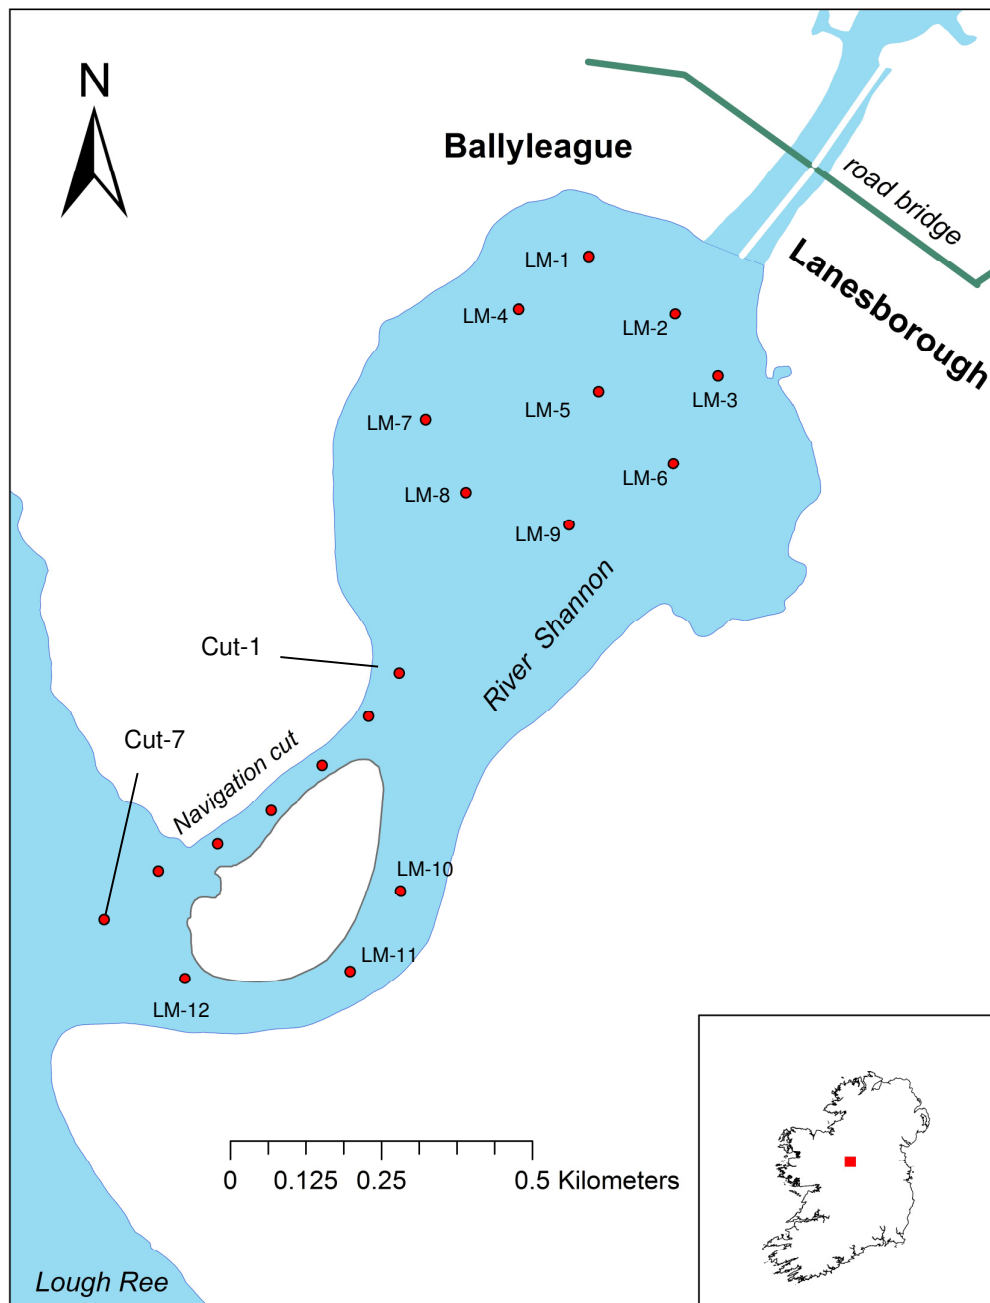 N
Ballyleague
road bridge
Lanesborough
LM-1
LM-4
LM-2
LM-3
LM-5
LM-7
LM-6
LM-8
LM-9
River Shannon
Cut-1
Cut-7
Navigation cut
LM-10
LM-11
LM-12
0 0.125 0.25 0.5 Kilometers
Lough Ree